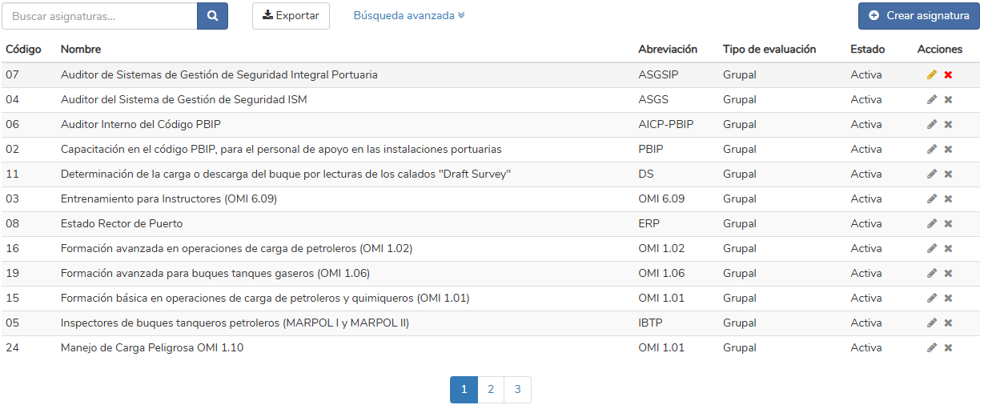 Buscar asignaturas... Exportar Búsqueda avanzada Crear asignatura
Código Nombre Abreviación Tipo de evaluación Estado Acciones
07 Auditor de Sistemas de Gestión de Seguridad Integral Portuaria ASGSIP Grupal Activa
04 Auditor del Sistema de Gestión de Seguridad ISM ASGS Grupal Activa
06 Auditor Interno del Código PBIP AICP-PBIP Grupal Activa
02 Capacitación en el código PBIP, para el personal de apoyo en las instalaciones portuarias PBIP Grupal Activa
11 Determinación de la carga o descarga del buque por lecturas de los calados "Draft Survey" DS Grupal Activa
03 Entrenamiento para Instructores (OMI 6.09) OMI 6.09 Grupal Activa
08 Estado Rector de Puerto ERP Grupal Activa
16 Formación avanzada en operaciones de carga de petroleros (OMI 1.02) OMI 1.02 Grupal Activa
19 Formación avanzada para buques tanques gaseros (OMI 1.06) OMI 1.06 Grupal Activa
15 Formación básica en operaciones de carga de petroleros y quimiqueros (OMI 1.01) OMI 1.01 Grupal Activa
05 Inspectores de buques tanqueros petroleros (MARPOL I y MARPOL II) IBTP Grupal Activa
24 Manejo de Carga Peligrosa OMI 1.10 OMI 1.01 Grupal Activa
1 2 3